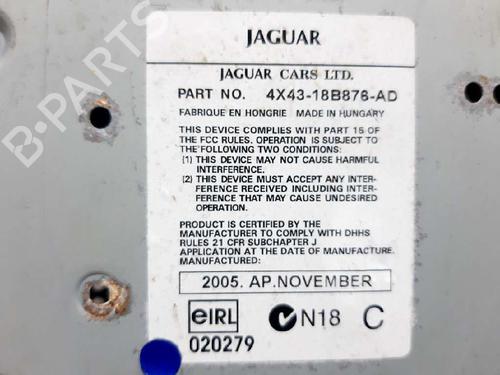 JAGUAR
JAGUAR CARS LTD.
PART NO. 4X43-18B876-AD
FABRIQUE EN HONGRIE MADE IN HUNGARY
THIS DEVICE COMPLIES WITH PART 15 OF
THE FCC RULES. OPERATION IS SUBJECT TO
THE FOLLOWING TWO CONDITIONS:
(1) THIS DEVICE MAY NOT CAUSE HARMFUL
INTERFERENCE.
(2) THIS DEVICE MUST ACCEPT ANY INTER-
FERENCE RECEIVED INCLUDING INTER-
FERENCE THAT MAY CAUSE UNDESIRED
OPERATION.
PRODUCT IS CERTIFIED BY THE
MANUFACTURER TO COMPLY WITH DHHS
RULES 21 CFR SUBCHAPTER J
APPLICATION AT THE DATE OF MANUFACTURE.
MANUFACTURED:
2005. AP.NOVEMBER
eIRL N18 C
020279